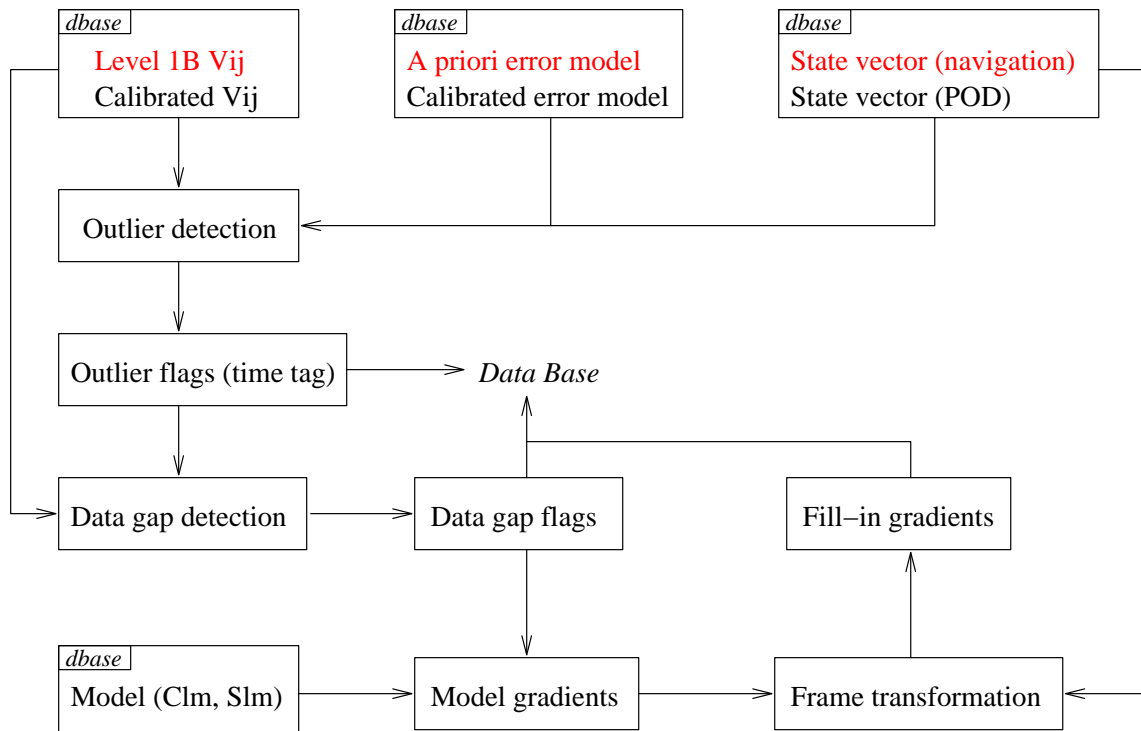 dbase
Level 1B Vij
Calibrated Vij
dbase
A priori error model
Calibrated error model
dbase
State vector (navigation)
State vector (POD)
Outlier detection
Outlier flags (time tag)
Data Base
Data gap detection
Data gap flags
Fill−in gradients
dbase
Model (Clm, Slm)
Model gradients
Frame transformation